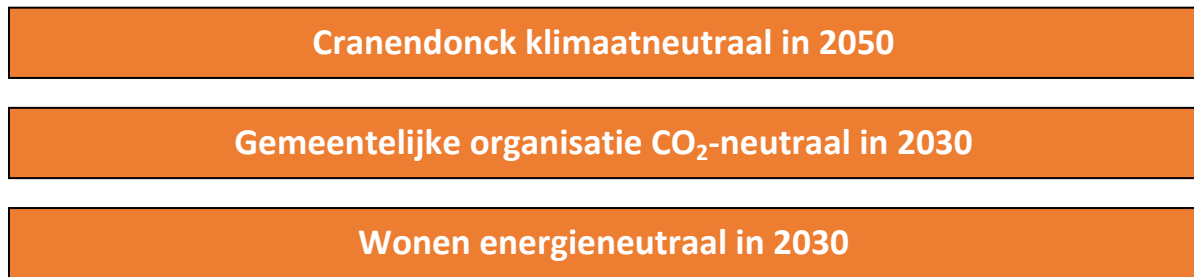 Cranendonck klimaatneutraal in 2050
Gemeentelijke organisatie CO₂-neutraal in 2030
Wonen energieneutraal in 2030